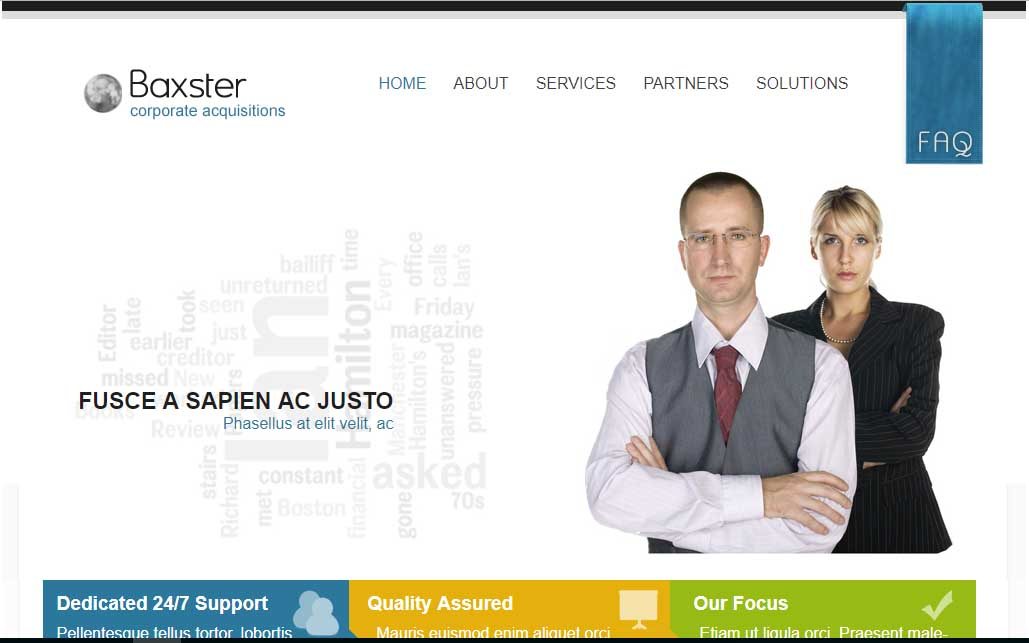 Baxster
corporate acquisitions
HOME ABOUT SERVICES PARTNERS SOLUTIONS
FAQ
time
bailiff
office
calls
Ian's
unreturned
Every
seen
took
late
Editor
just
earlier
creditor
Ian
Hamilton
Friday
magazine
missed New
Manchester
Hamilton's
unanswered
pressure
FUSCE A SAPIEN AC JUSTO
Phasellus at elit velit, ac
Review
stairs
Richard
met
constant
Boston
financial
asked
gone
70s
Dedicated 24/7 Support
Pellentesque tellus tortor, lobortis
Quality Assured
Mauris euismod enim aliquet orci
Our Focus
Etiam ut ligula orci. Praesent male-